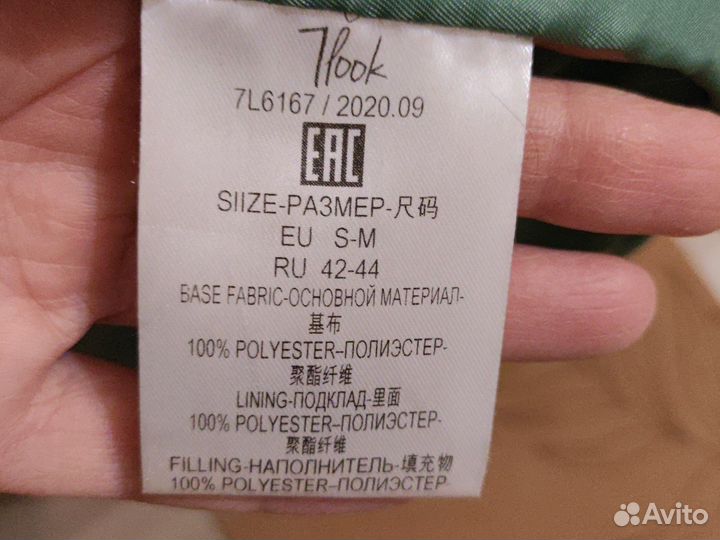 7look
7L6167 / 2020.09
EAC
SIIZE-РАЗМЕР-尺码
EU S-M
RU 42-44
BASE FABRIC-ОСНОВНОЙ МАТЕРИАЛ-
基布
100% POLYESTER–ПОЛИЭСТЕР-
聚酯纤维
LINING-ПОДКЛАД-里面
100% POLYESTER–ПОЛИЭСТЕР-
聚酯纤维
FILLING-НАПОЛНИТЕЛЬ-填充物
100% POLYESTER-ПОЛИЭСТЕР-
Avito